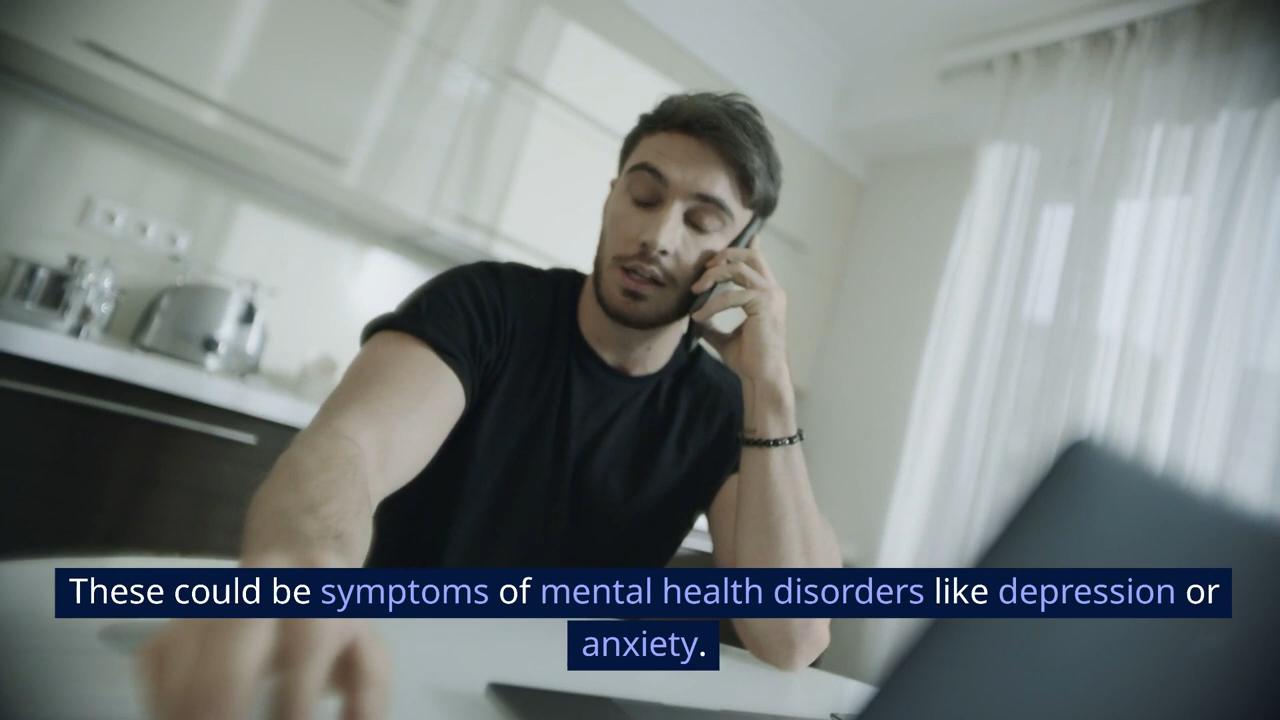 These could be symptoms of mental health disorders like depression or
anxiety.